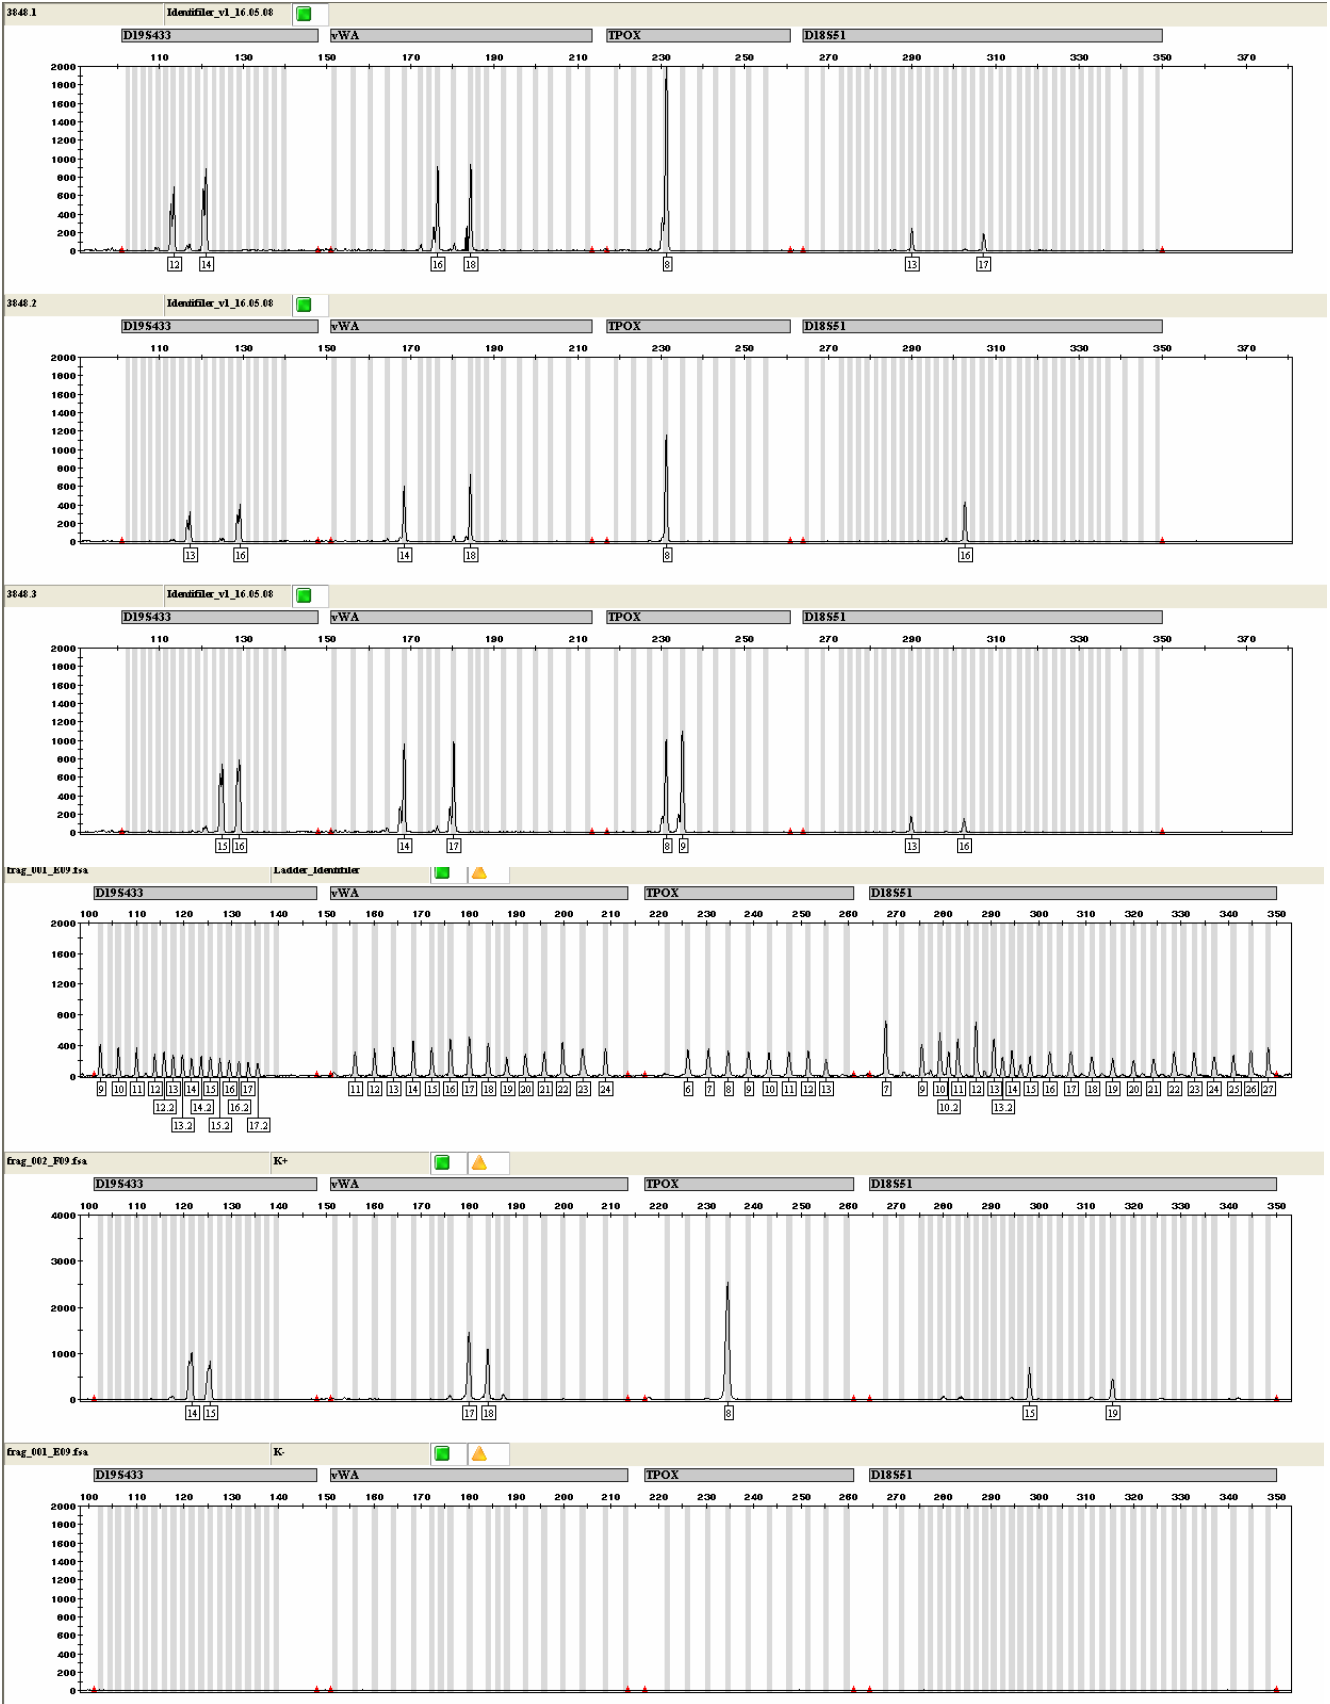 3848.1 Identifiler_v1_16.05.08
D19S433 vWA TPOX D18S51
110 130 150 170 190 210 230 250 270 290 310 330 350 370
2000
1800
1600
1400
1200
1000
800
600
400
200
0
12 14 16 18 8 13 17
3848.2 Identifiler_v1_16.05.08
D19S433 vWA TPOX D18S51
110 130 150 170 190 210 230 250 270 290 310 330 350 370
2000
1800
1600
1400
1200
1000
800
600
400
200
0
13 16 14 18 8 16
3848.3 Identifiler_v1_16.05.08
D19S433 vWA TPOX D18S51
110 130 150 170 190 210 230 250 270 290 310 330 350 370
2000
1800
1600
1400
1200
1000
800
600
400
200
0
15 16 14 17 8 9 13 16
frag_001_E09.fsa Ladder_Identifiler
D19S433 vWA TPOX D18S51
100 110 120 130 140 150 160 170 180 190 200 210 220 230 240 250 260 270 280 290 300 310 320 330 340 350
2000
1600
1200
800
400
0
9 10 11 12 13 14 15 16 17 11 12 13 14 15 16 17 18 19 20 21 22 23 24 6 7 8 9 10 11 12 13 7 9 10 11 12 13 14 15 16 17 18 19 20 21 22 23 24 25 26 27
12.2 14.2 16.2 10.2 13.2
13.2 15.2 17.2
frag_002_F09.fsa K+
D19S433 vWA TPOX D18S51
100 110 120 130 140 150 160 170 180 190 200 210 220 230 240 250 260 270 280 290 300 310 320 330 340 350
4000
3000
2000
1000
0
14 15 17 18 8 15 19
frag_001_E09.fsa K-
D19S433 vWA TPOX D18S51
100 110 120 130 140 150 160 170 180 190 200 210 220 230 240 250 260 270 280 290 300 310 320 330 340 350
2000
1800
1600
1400
1200
1000
800
600
400
200
0